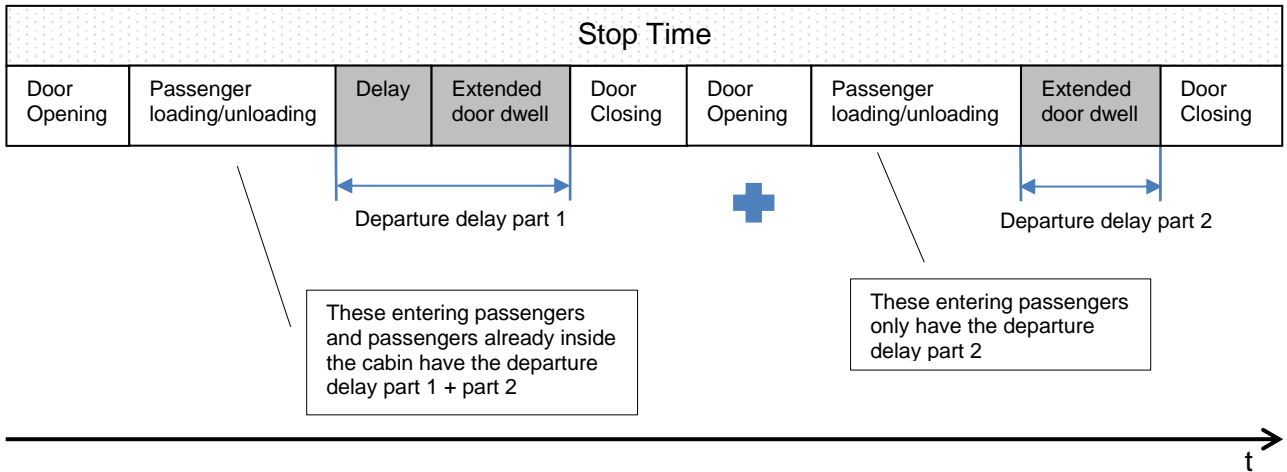 Stop Time
Door
Opening
Passenger
loading/unloading
Delay
Extended
door dwell
Door
Closing
Door
Opening
Passenger
loading/unloading
Extended
door dwell
Door
Closing
Departure delay part 1
Departure delay part 2
These entering passengers
and passengers already inside
the cabin have the departure
delay part 1 + part 2
These entering passengers
only have the departure
delay part 2
t